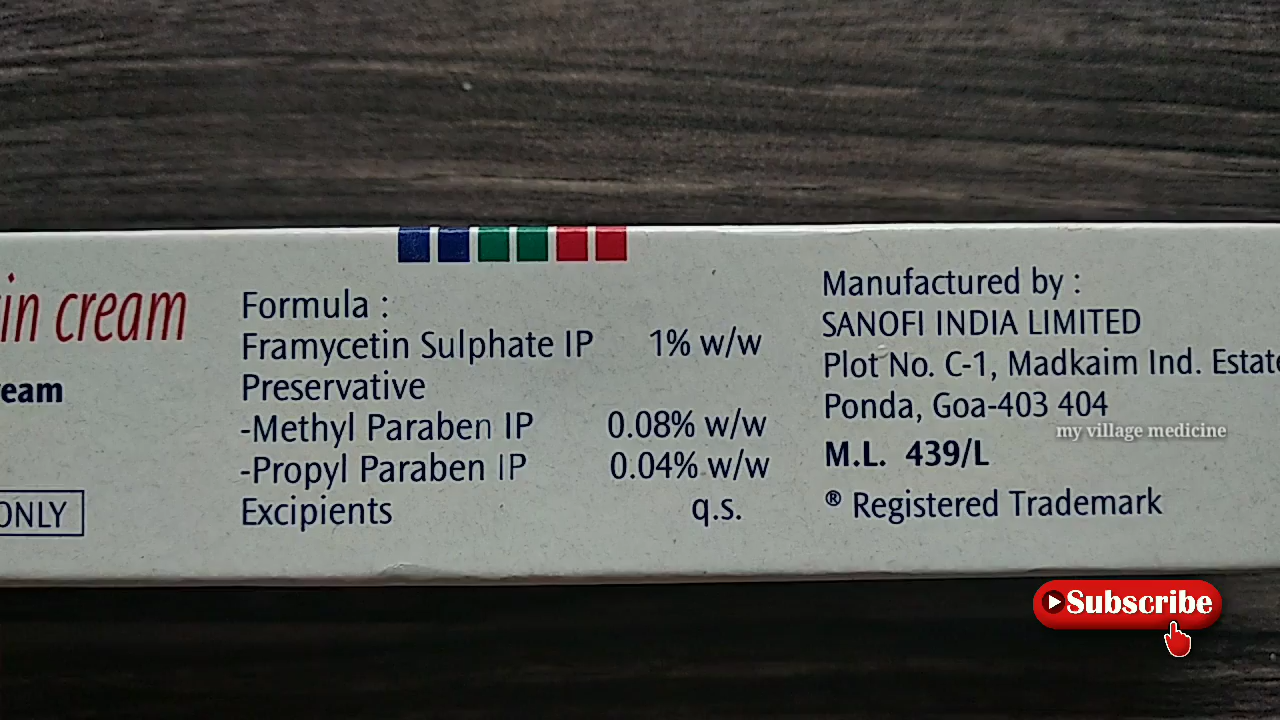 in cream
eam
ONLY
Formula :
Framycetin Sulphate IP 1% w/w
Preservative
-Methyl Paraben IP 0.08% w/w
-Propyl Paraben IP 0.04% w/w
Excipients q.s.
Manufactured by :
SANOFI INDIA LIMITED
Plot No. C-1, Madkaim Ind. Estate
Ponda, Goa-403 404
my village medicine
M.L. 439/L
® Registered Trademark
Subscribe